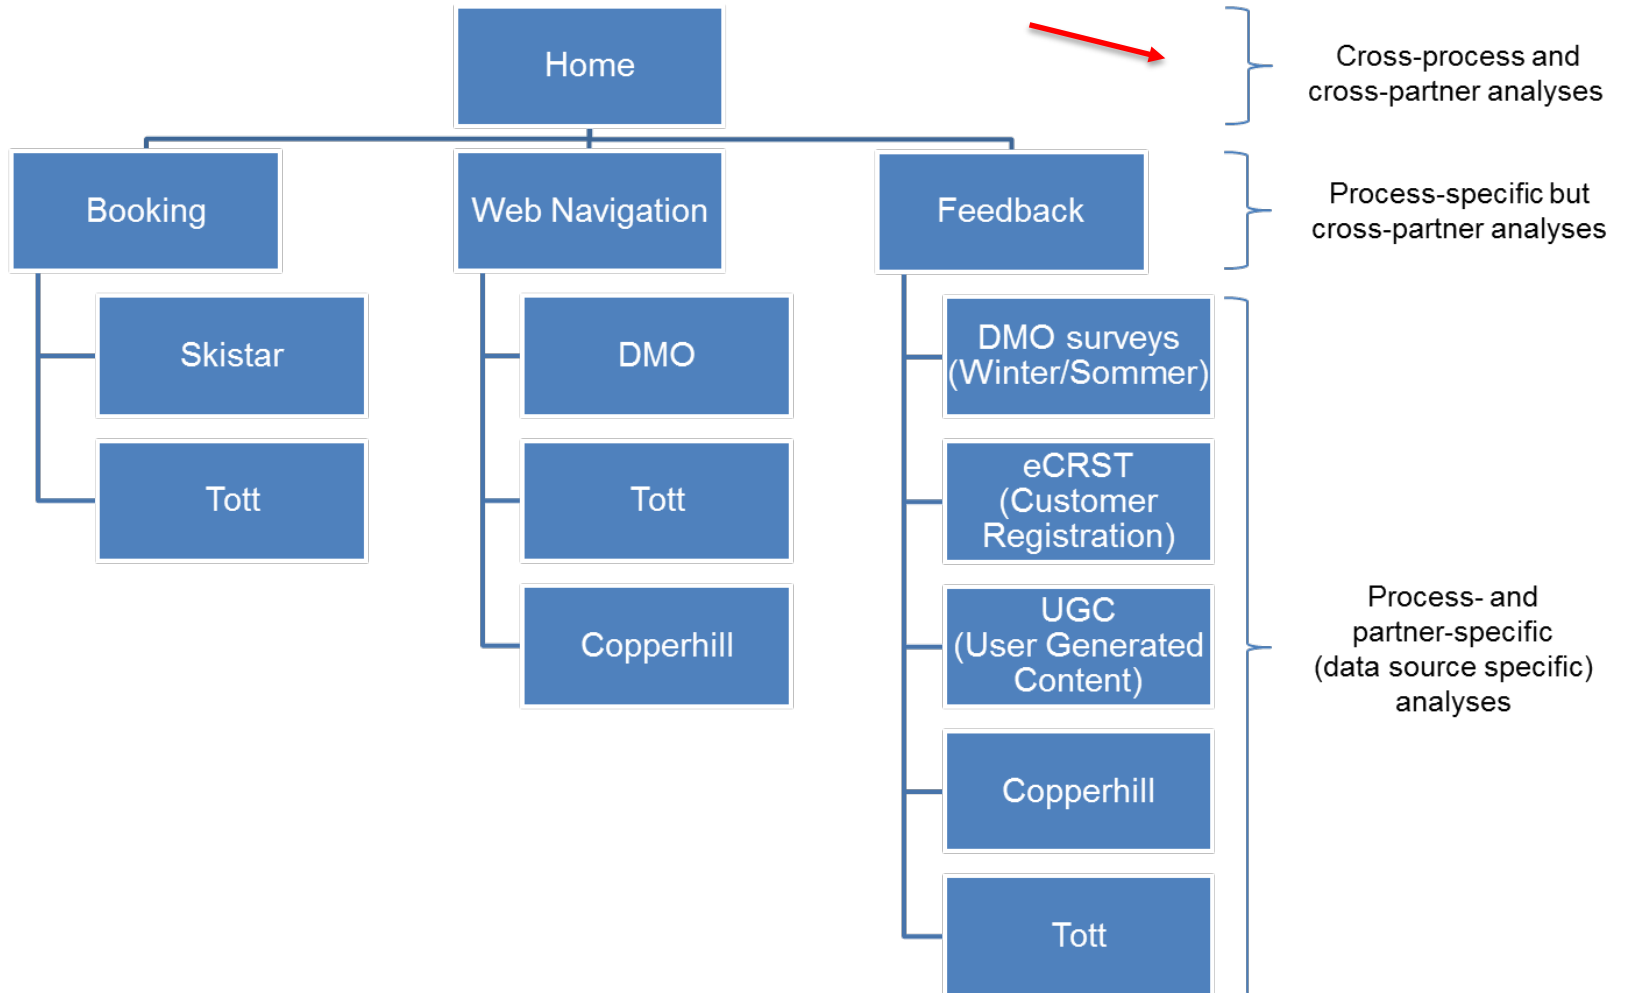 Home
Cross-process and
cross-partner analyses
Booking
Web Navigation
Feedback
Process-specific but
cross-partner analyses
Skistar
Tott
DMO
Tott
Copperhill
DMO surveys
(Winter/Sommer)
eCRST
(Customer
Registration)
UGC
(User Generated
Content)
Copperhill
Tott
Process- and
partner-specific
(data source specific)
analyses